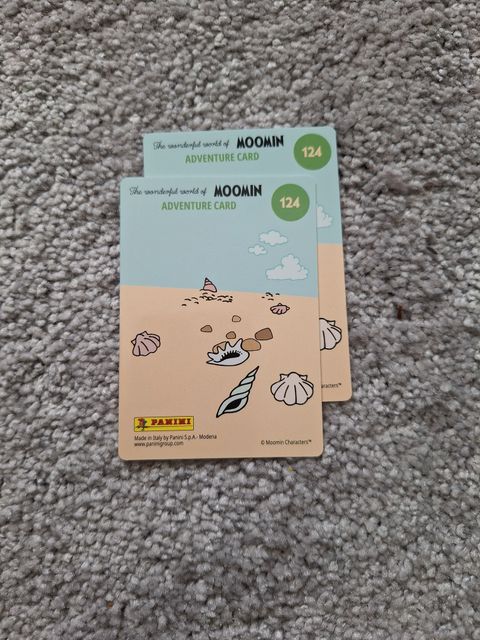 The wonderful world of MOOMIN
ADVENTURE CARD
124
The wonderful world of MOOMIN
ADVENTURE CARD
124
PANINI
Made in Italy by Panini S.p.A.- Modena
www.paninigroup.com
© Moomin Characters™
aracters™